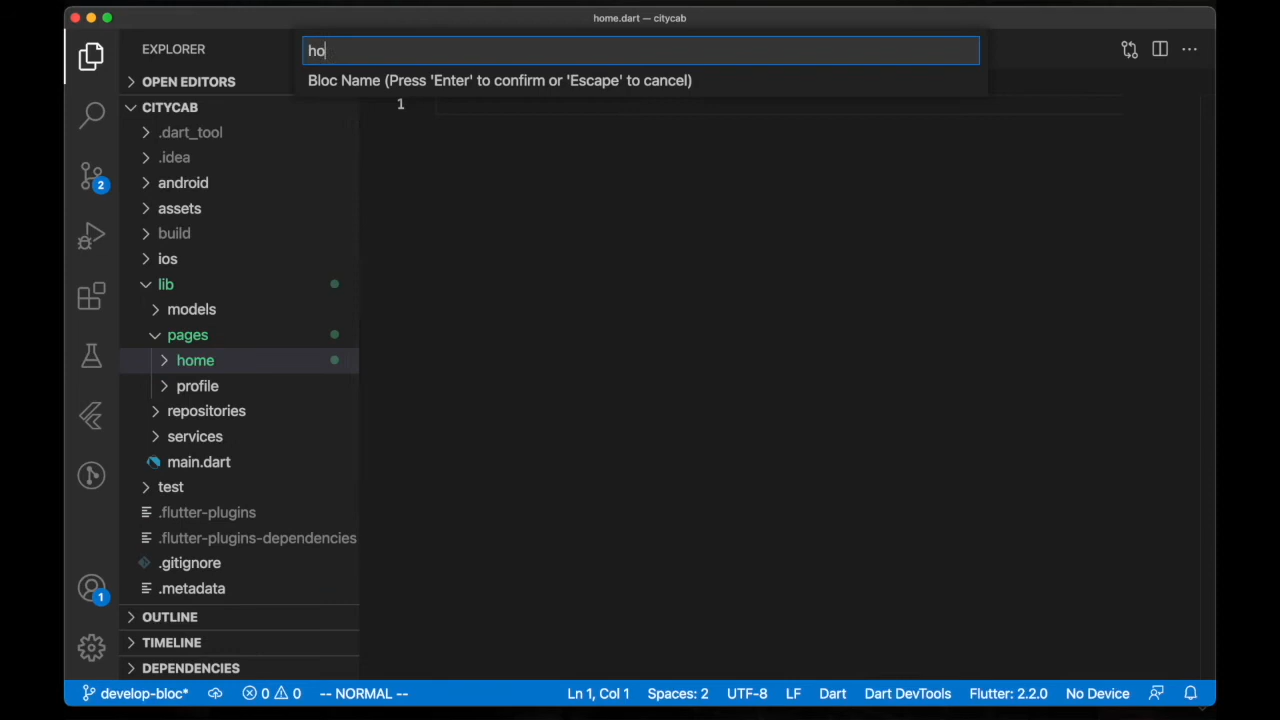 home.dart — citycab
EXPLORER
ho
Bloc Name (Press 'Enter' to confirm or 'Escape' to cancel)
OPEN EDITORS
CITYCAB
1
.dart_tool
.idea
android
assets
build
ios
lib
models
pages
home
profile
repositories
services
main.dart
test
.flutter-plugins
.flutter-plugins-dependencies
.gitignore
.metadata
OUTLINE
TIMELINE
DEPENDENCIES
2
1
develop-bloc* 0 0 -- NORMAL -- Ln 1, Col 1 Spaces: 2 UTF-8 LF Dart Dart DevTools Flutter: 2.2.0 No Device